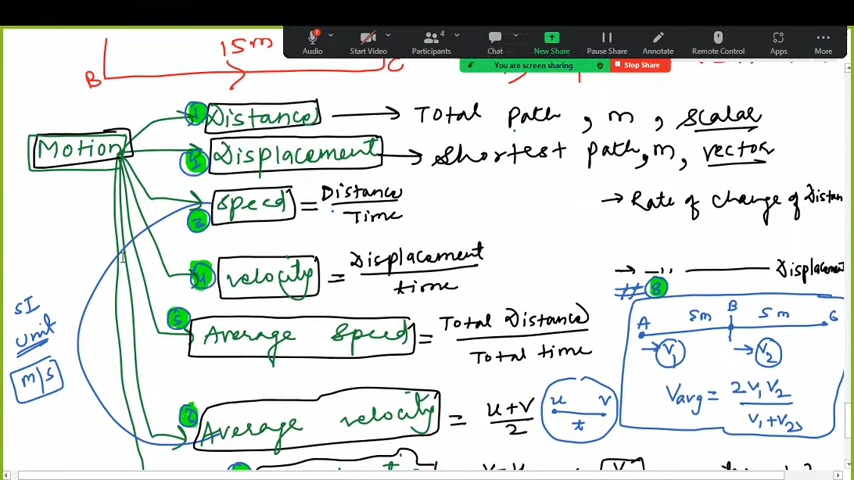 Audio
Start Video
Participants 4
Chat
New Share
Pause Share
Annotate
Remote Control
Apps
More
You are screen sharing
Stop Share
15m
B
C
Motion
Distance → Total path, m, scalar
Displacement → Shortest path, m, vector
Speed = Distance / Time
→ Rate of change of Distan
velocity = Displacement / time
→ —"— Displacement
Average Speed = Total Distance / Total time
Average velocity = u+v / 2
u v
t
SI
unit
m/s
8
A 5m B 5m C
→ V1 → V2
Vavg = 2V1V2 / V1+V2